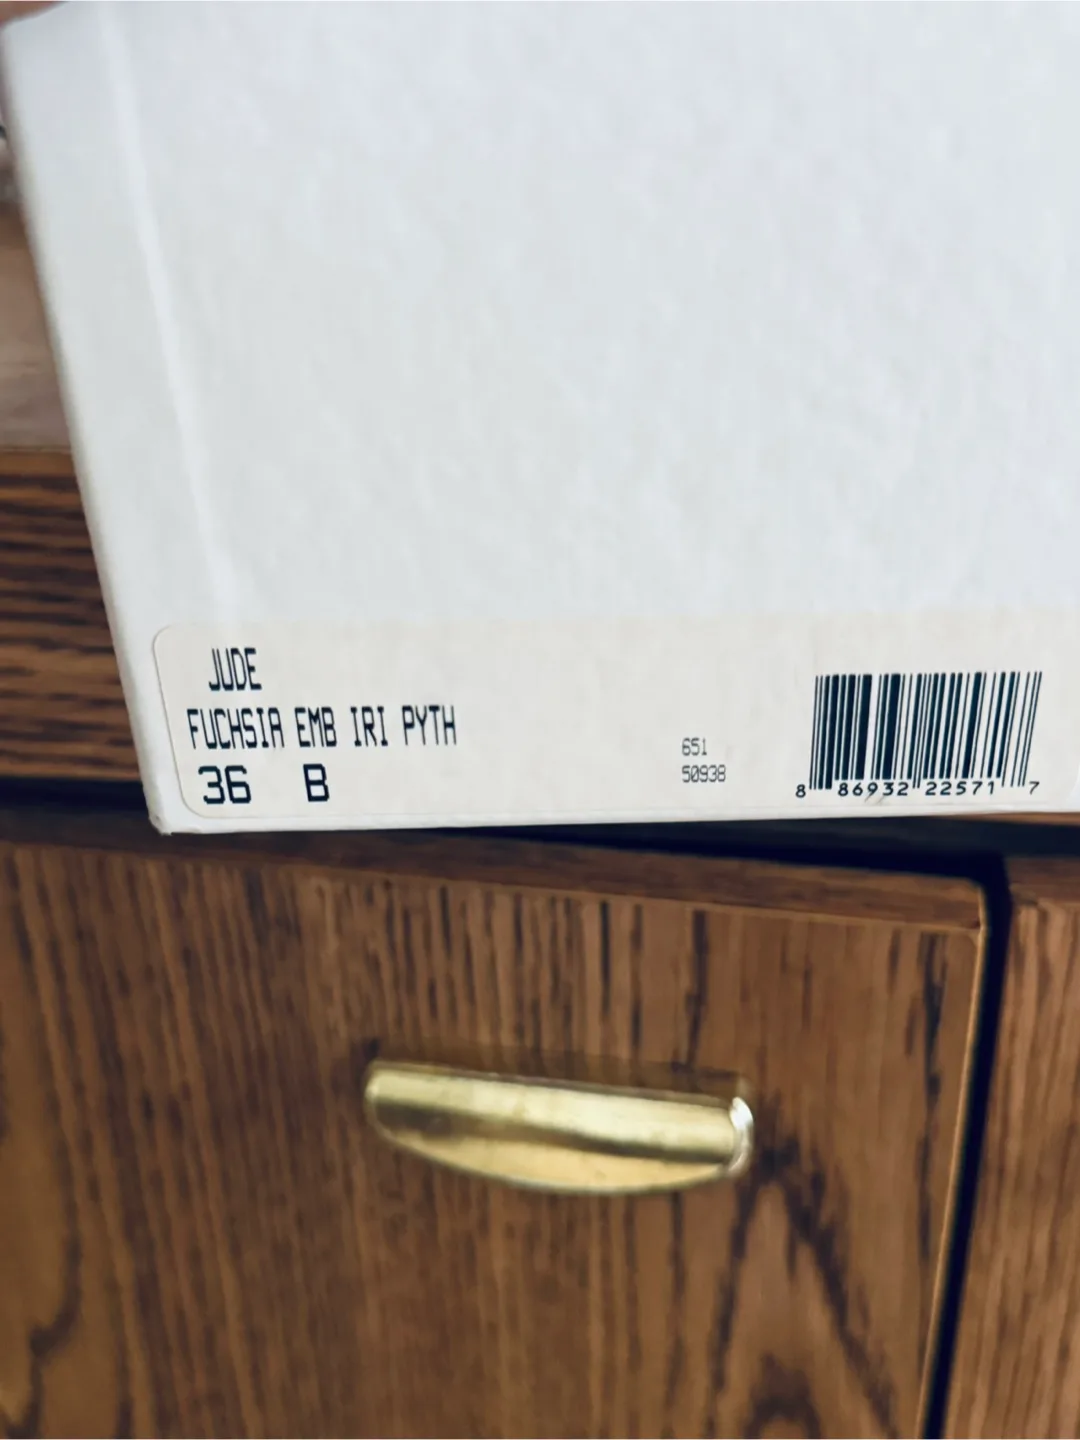 JUDE
FUCHSIA EMB IRI PYTH
36 B
651
50938
8 86932 22571 7